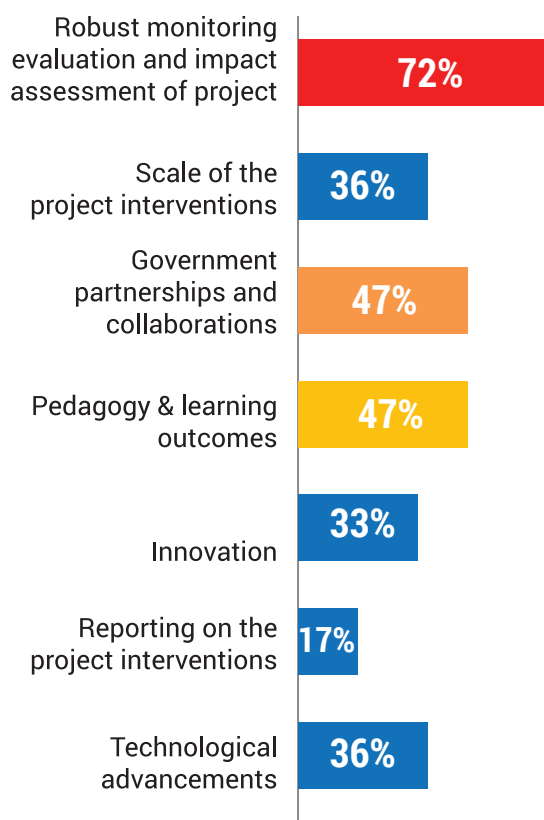 Robust monitoring
evaluation and impact
assessment of project
72%
Scale of the
project interventions
36%
Government
partnerships and
collaborations
47%
Pedagogy & learning
outcomes
47%
Innovation
33%
Reporting on the
project interventions
17%
Technological
advancements
36%